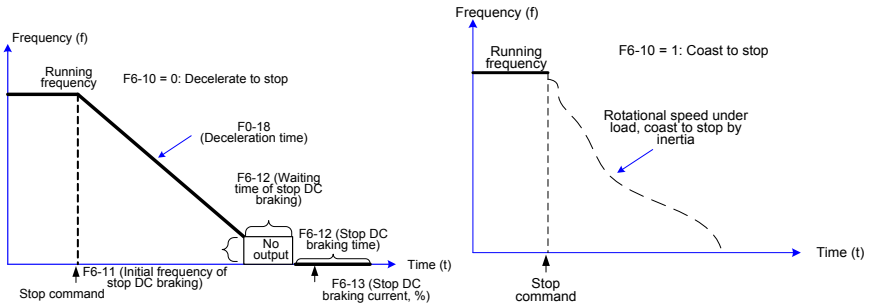 Frequency (f)
Running
frequency
F6-10 = 0: Decelerate to stop
F0-18
(Deceleration time)
F6-12 (Waiting
time of stop DC
braking)
No
output
F6-12 (Stop DC
braking time)
Time (t)
F6-11 (Initial frequency of
stop DC braking)
Stop command
F6-13 (Stop DC
braking current, %)
Frequency (f)
Running
frequency
F6-10 = 1: Coast to stop
Rotational speed under
load, coast to stop by
inertia
Time (t)
Stop
command